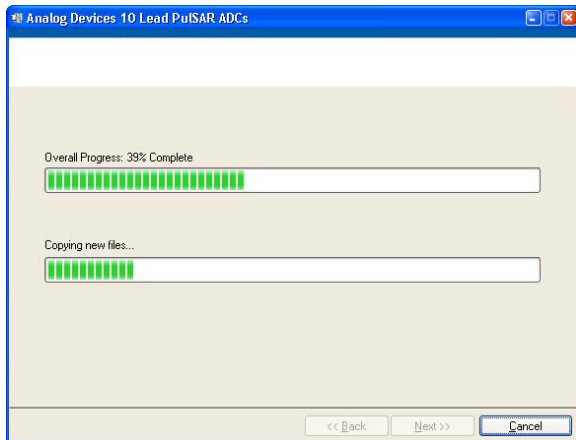 Analog Devices 10 Lead PulSAR ADCs
Overall Progress: 39% Complete
Copying new files...
<< Back
Next >>
Cancel